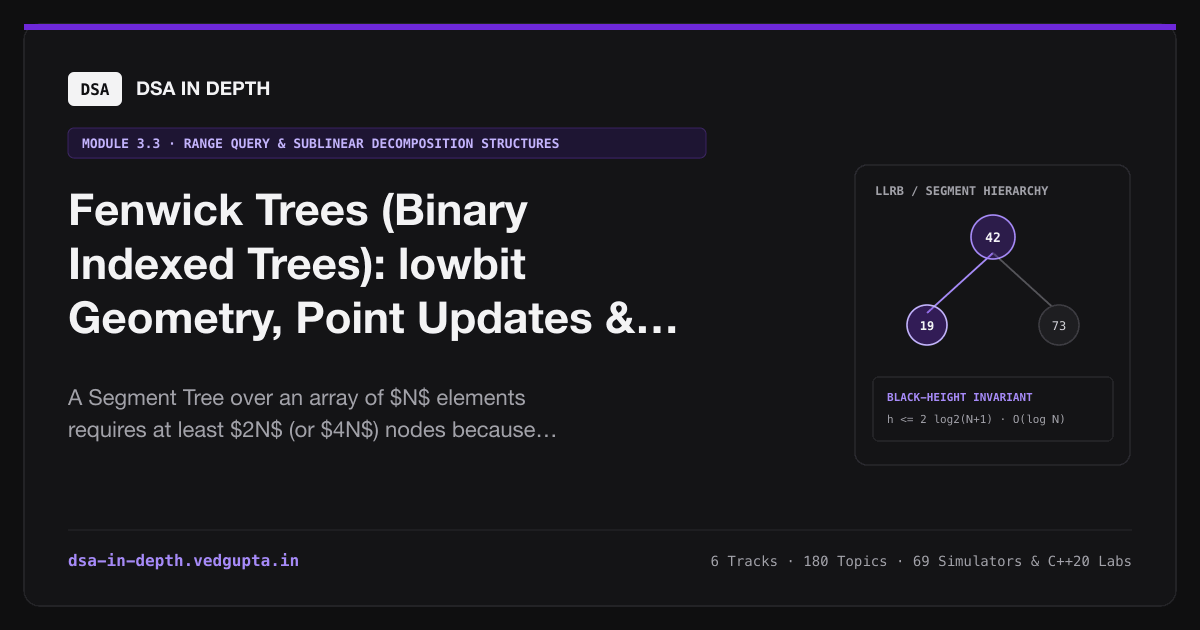 DSA DSA IN DEPTH
MODULE 3.3 · RANGE QUERY & SUBLINEAR DECOMPOSITION STRUCTURES
Fenwick Trees (Binary
Indexed Trees): lowbit
Geometry, Point Updates &...
A Segment Tree over an array of $N$ elements
requires at least $2N$ (or $4N$) nodes because...
LLRB / SEGMENT HIERARCHY
42
19
73
BLACK-HEIGHT INVARIANT
h <= 2 log2(N+1) · O(log N)
dsa-in-depth.vedgupta.in
6 Tracks · 180 Topics · 69 Simulators & C++20 Labs